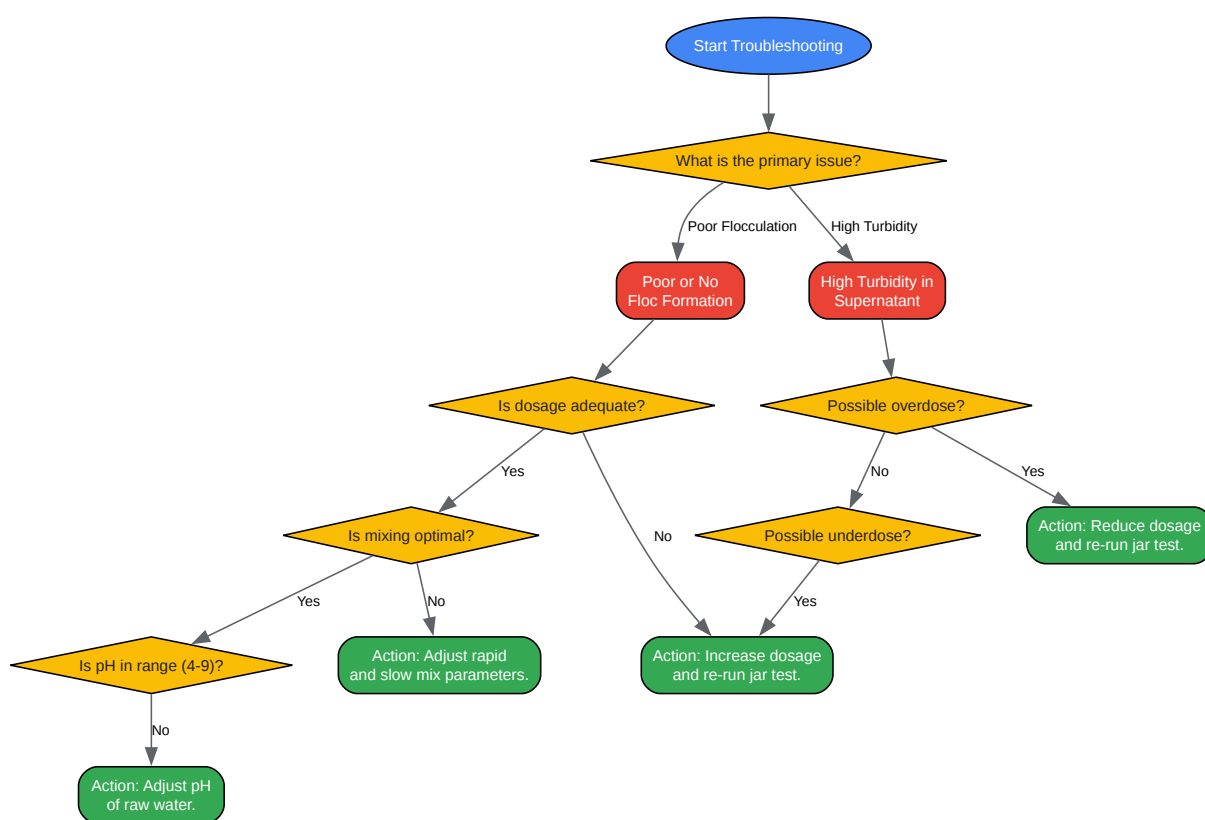 Start Troubleshooting
What is the primary issue?
Poor Flocculation
High Turbidity
Poor or No
Floc Formation
High Turbidity in
Supernatant
Is dosage adequate?
Possible overdose?
Yes
No
No
Yes
Is mixing optimal?
Possible underdose?
Action: Reduce dosage
and re-run jar test.
Yes
No
Yes
Is pH in range (4-9)?
Action: Adjust rapid
and slow mix parameters.
Action: Increase dosage
and re-run jar test.
No
Action: Adjust pH
of raw water.